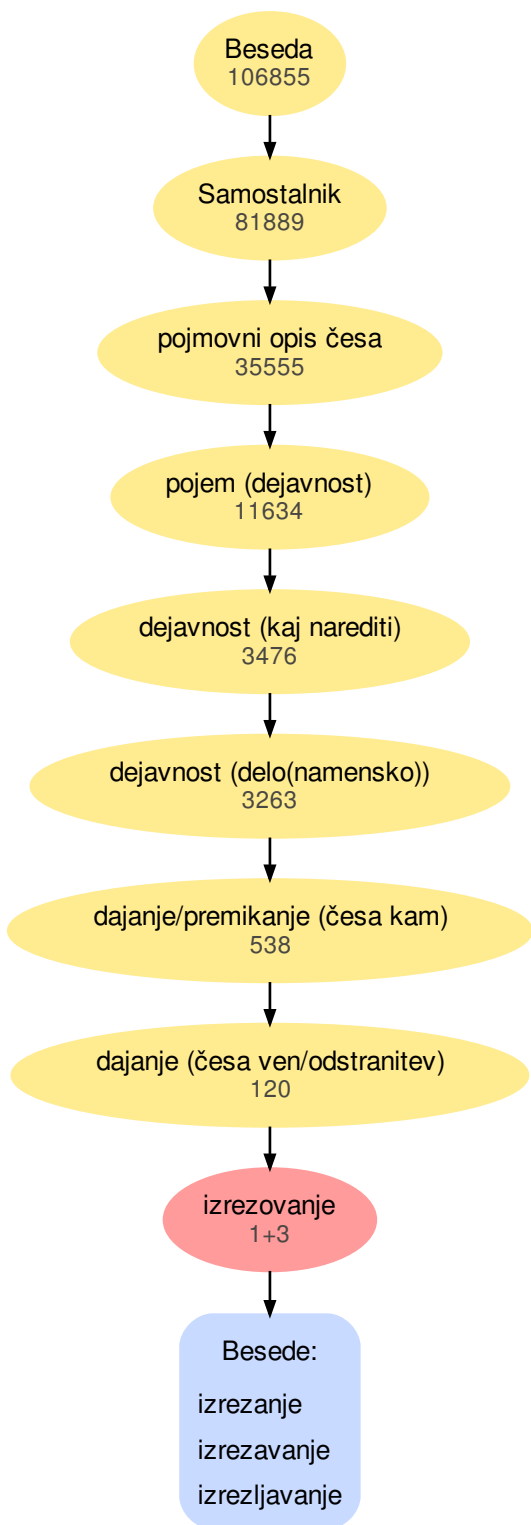 Beseda
106855
Samostalnik
81889
pojmovni opis česa
35555
pojem (dejavnost)
11634
dejavnost (kaj narediti)
3476
dejavnost (delo(namensko))
3263
dajanje/premikanje (česa kam)
538
dajanje (česa ven/odstranitev)
120
izrezovanje
1+3
Besede:
izrezanje
izrezavanje
izrezljavanje